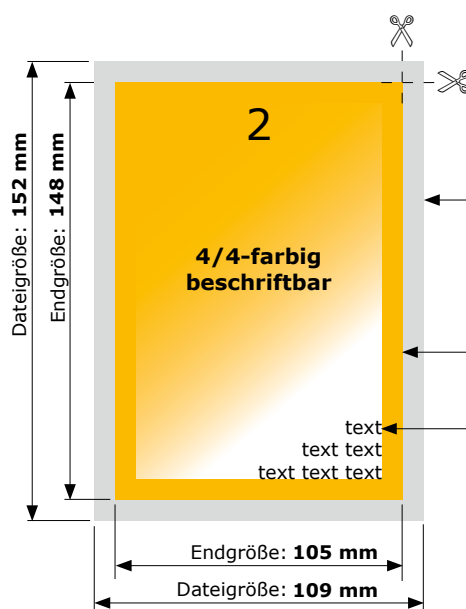 2
Dateigröße: 152 mm
Endgröße: 148 mm
4/4-farbig
beschriftbar
text
text text
text text text
Endgröße: 105 mm
Dateigröße: 109 mm